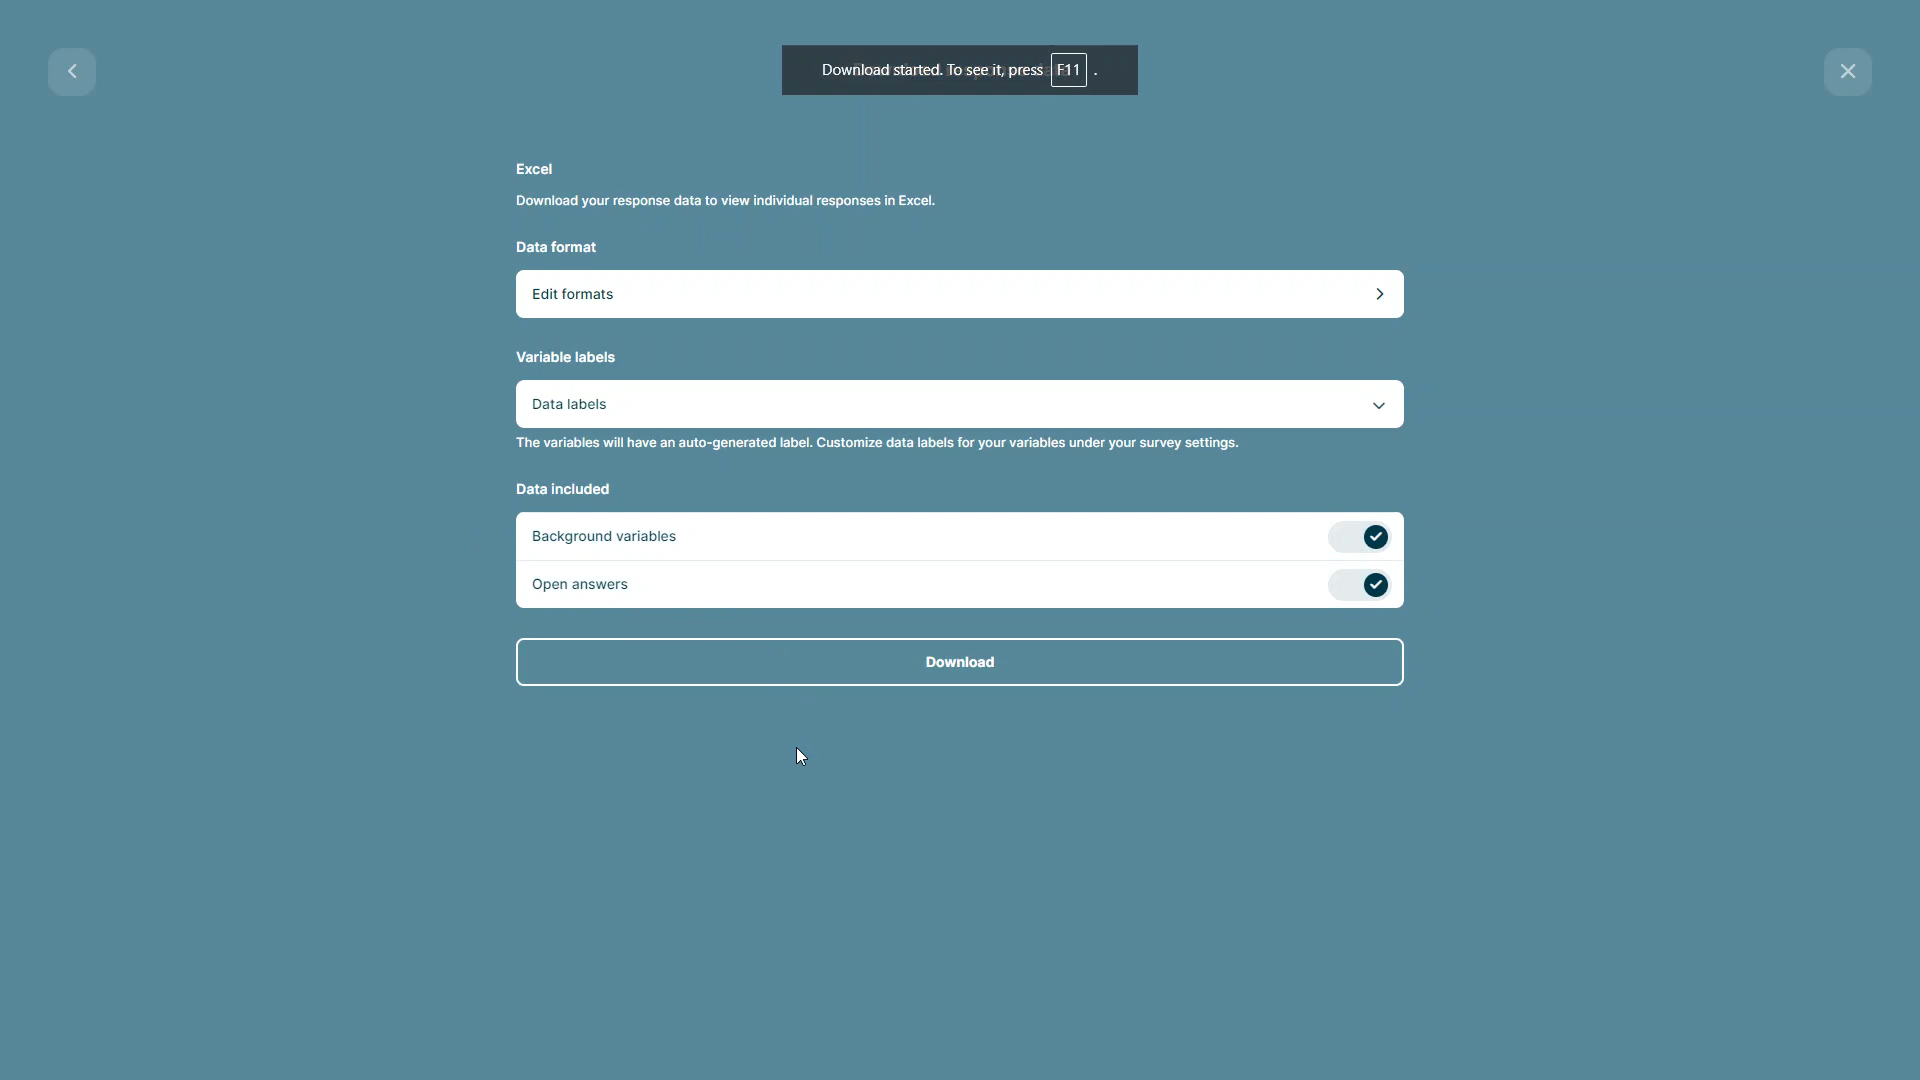 Download started. To see it, press F11 .
Excel
Download your response data to view individual responses in Excel.
Data format
Edit formats
Variable labels
Data labels
The variables will have an auto-generated label. Customize data labels for your variables under your survey settings.
Data included
Background variables
Open answers
Download